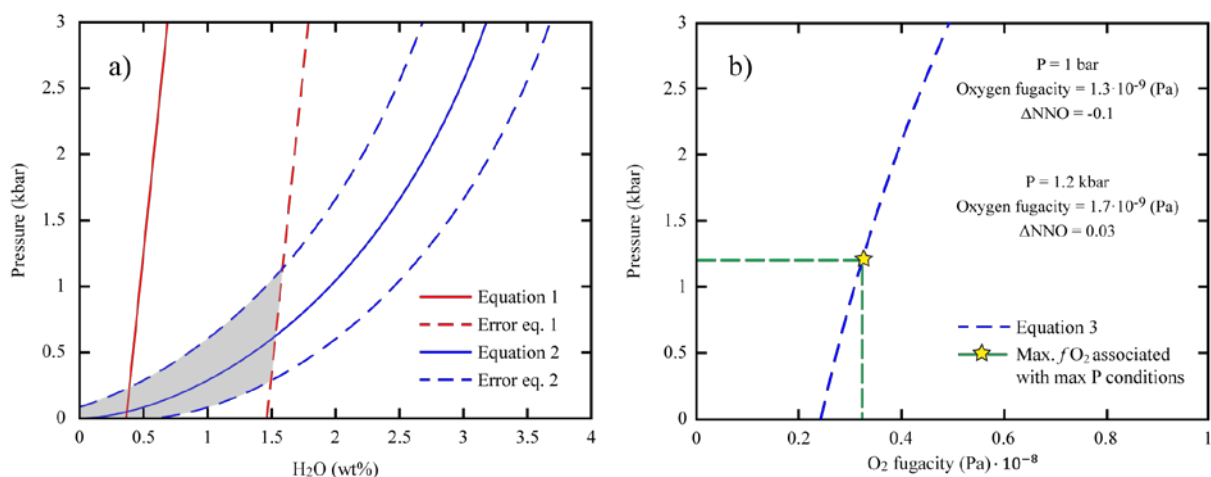 a)
3
2.5
2
1.5
1
0.5
0
Pressure (kbar)
Equation 1
Error eq. 1
Equation 2
Error eq. 2
0 0.5 1 1.5 2 2.5 3 3.5 4
H₂O (wt%)
b)
3
2.5
2
1.5
1
0.5
0
Pressure (kbar)
P = 1 bar
Oxygen fugacity = 1.3·10⁻⁹ (Pa)
ΔNNO = -0.1
P = 1.2 kbar
Oxygen fugacity = 1.7·10⁻⁹ (Pa)
ΔNNO = 0.03
Equation 3
Max. fO₂ associated
with max P conditions
0 0.2 0.4 0.6 0.8 1
O₂ fugacity (Pa) · 10⁻⁸